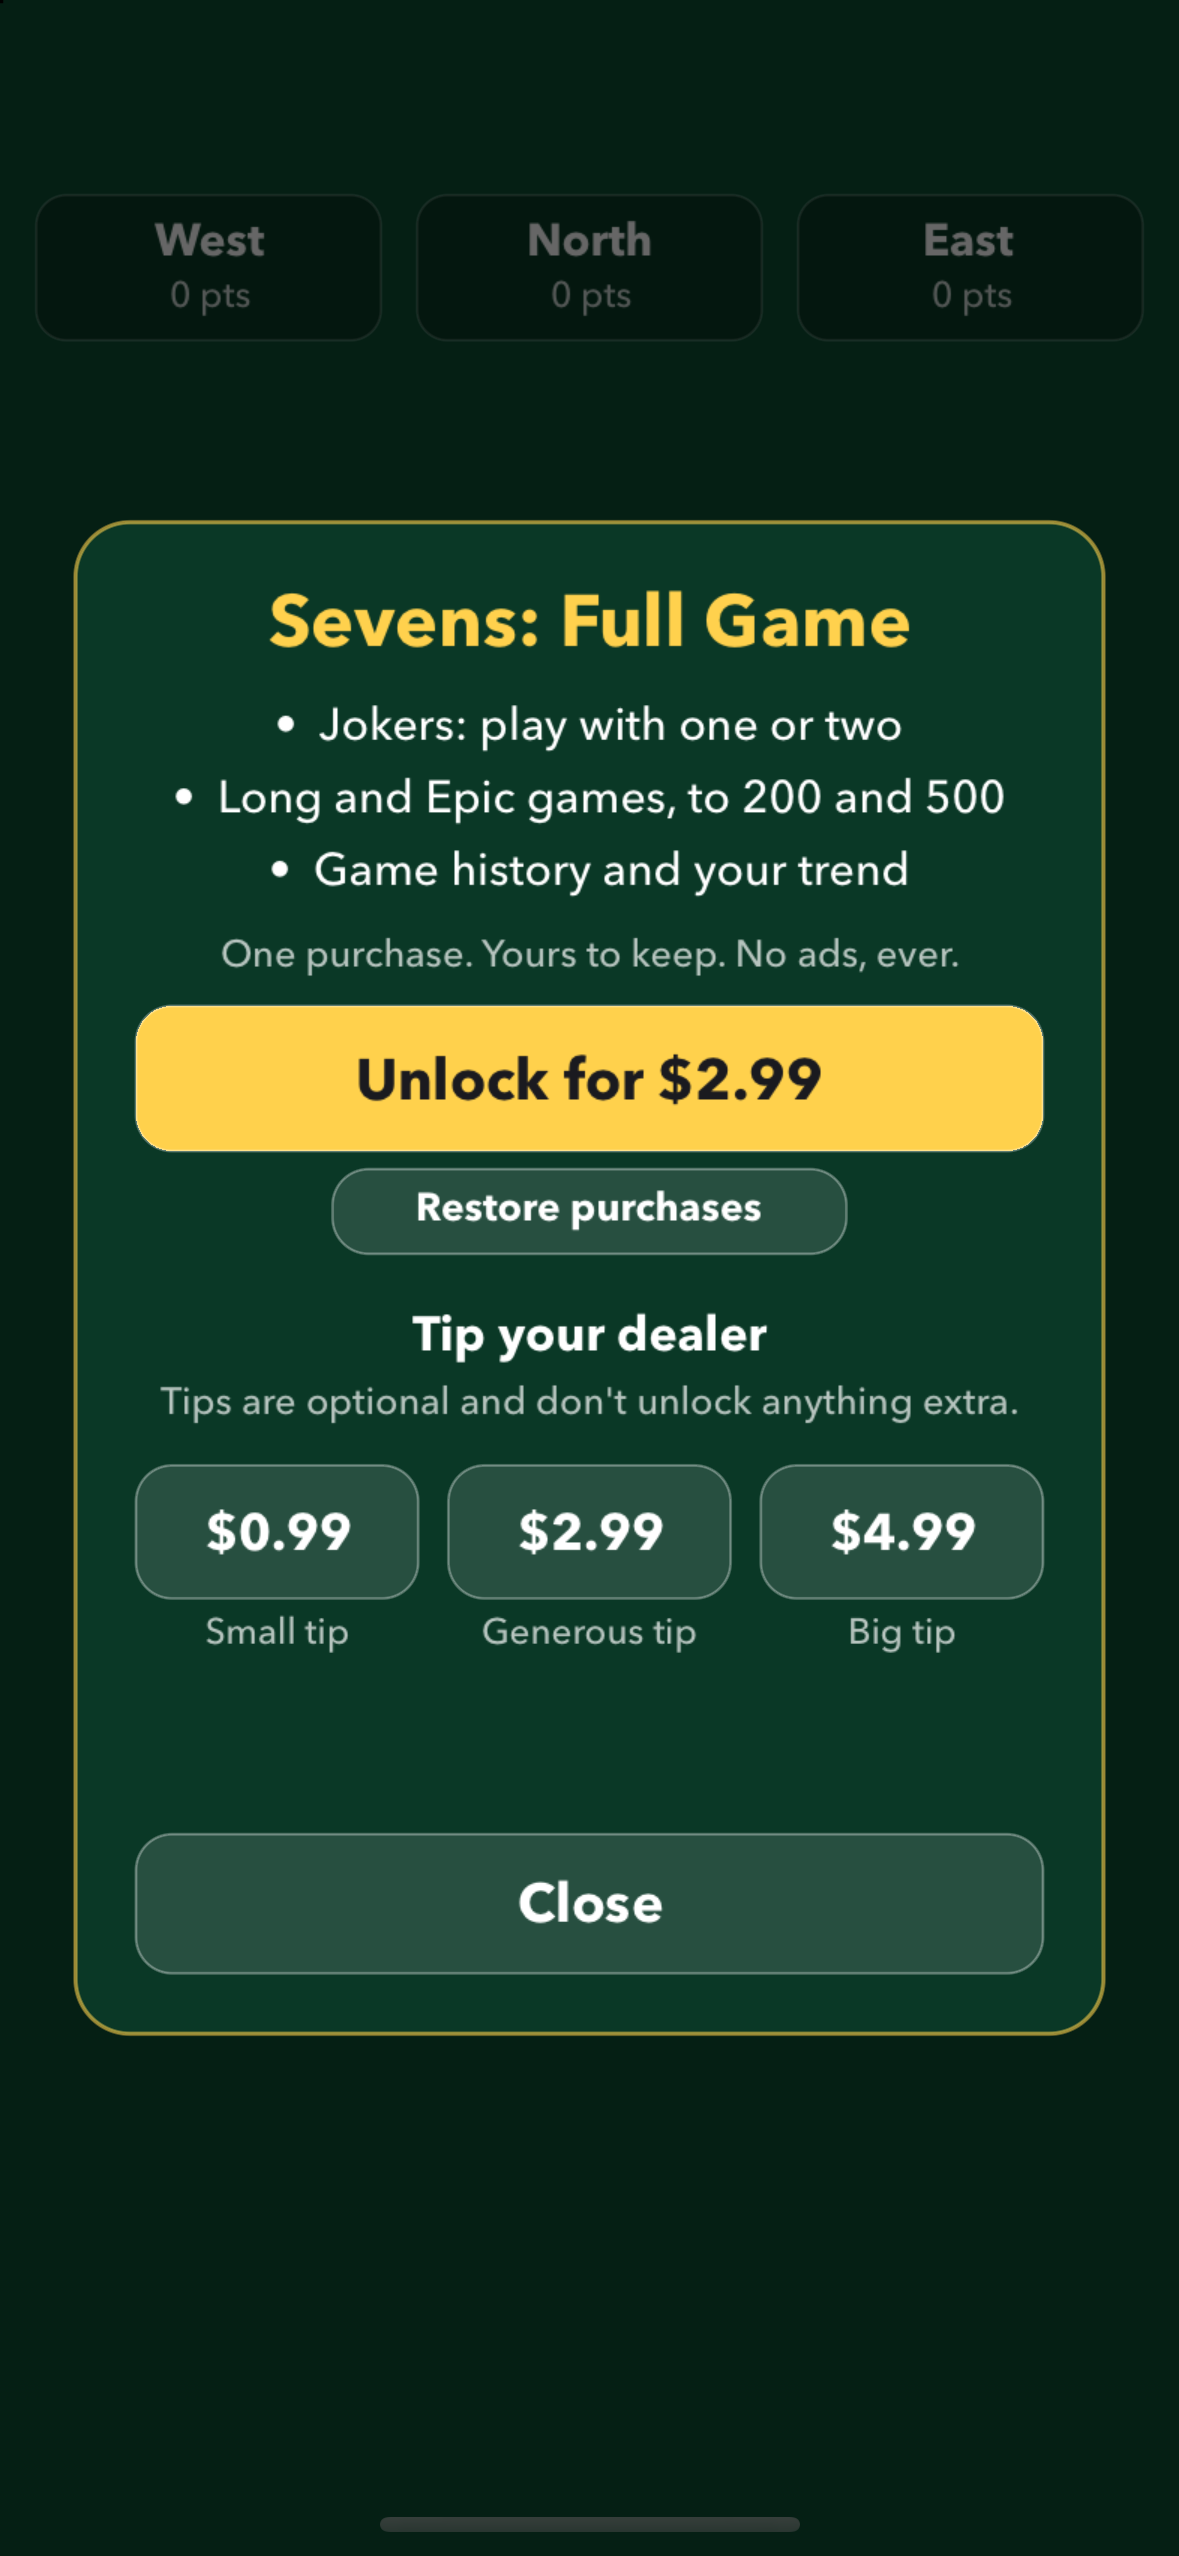 West
North
East
0 pts
0 pts
0 pts
Sevens: Full Game
• Jokers: play with one or two
• Long and Epic games, to 200 and 500
• Game history and your trend
One purchase. Yours to keep. No ads, ever.
Unlock for $2.99
Restore purchases
Tip your dealer
Tips are optional and don't unlock anything extra.
$0.99
$2.99
$4.99
Small tip
Generous tip
Big tip
Close